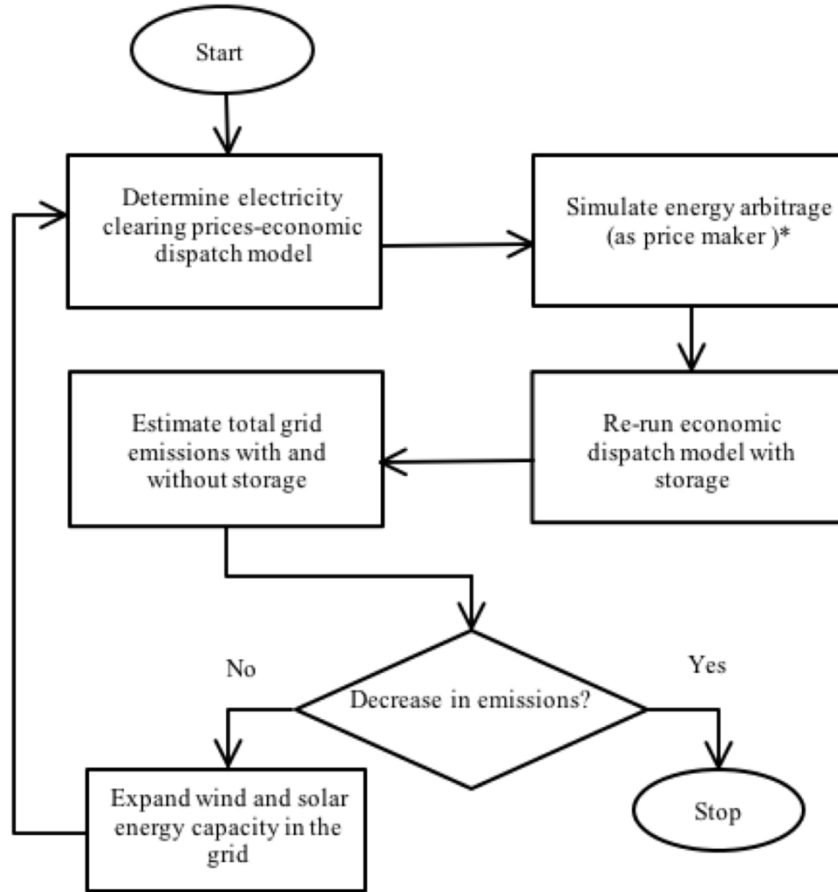 Start
Determine electricity
clearing prices-economic
dispatch model
Simulate energy arbitrage
(as price maker )*
Re-run economic
dispatch model with
storage
Estimate total grid
emissions with and
without storage
Decrease in emissions?
No
Yes
Expand wind and solar
energy capacity in the
grid
Stop